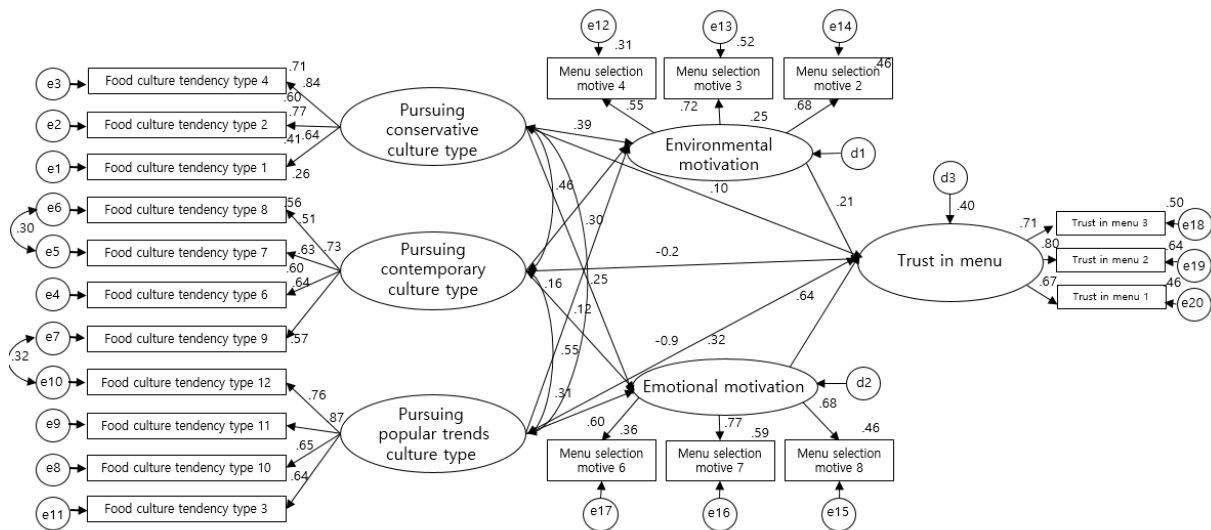 e12
e13
e14
.31
.52
.46
Menu selection
motive 4
Menu selection
motive 3
Menu selection
motive 2
.55
.72
.25
.68
e3
Food culture tendency type 4
.71
.84
.60
e2
Food culture tendency type 2
.77
.64
.41
e1
Food culture tendency type 1
.26
Pursuing
conservative
culture type
.39
Environmental
motivation
d1
e6
Food culture tendency type 8
.56
.51
.30
e5
Food culture tendency type 7
.63
.73
.60
e4
Food culture tendency type 6
.64
e7
Food culture tendency type 9
.57
Pursuing
contemporary
culture type
.46
.30
.10
.21
-0.2
.16
.25
.12
.64
.55
-0.9
.32
.31
d3
.40
Trust in menu
.71
.80
.67
Trust in menu 3
.50
e18
Trust in menu 2
.64
e19
Trust in menu 1
.46
e20
.32
e10
Food culture tendency type 12
.76
e9
Food culture tendency type 11
.87
e8
Food culture tendency type 10
.65
.64
e11
Food culture tendency type 3
Pursuing
popular trends
culture type
Emotional motivation
d2
.60
.36
.77
.59
.68
.46
Menu selection
motive 6
Menu selection
motive 7
Menu selection
motive 8
e17
e16
e15